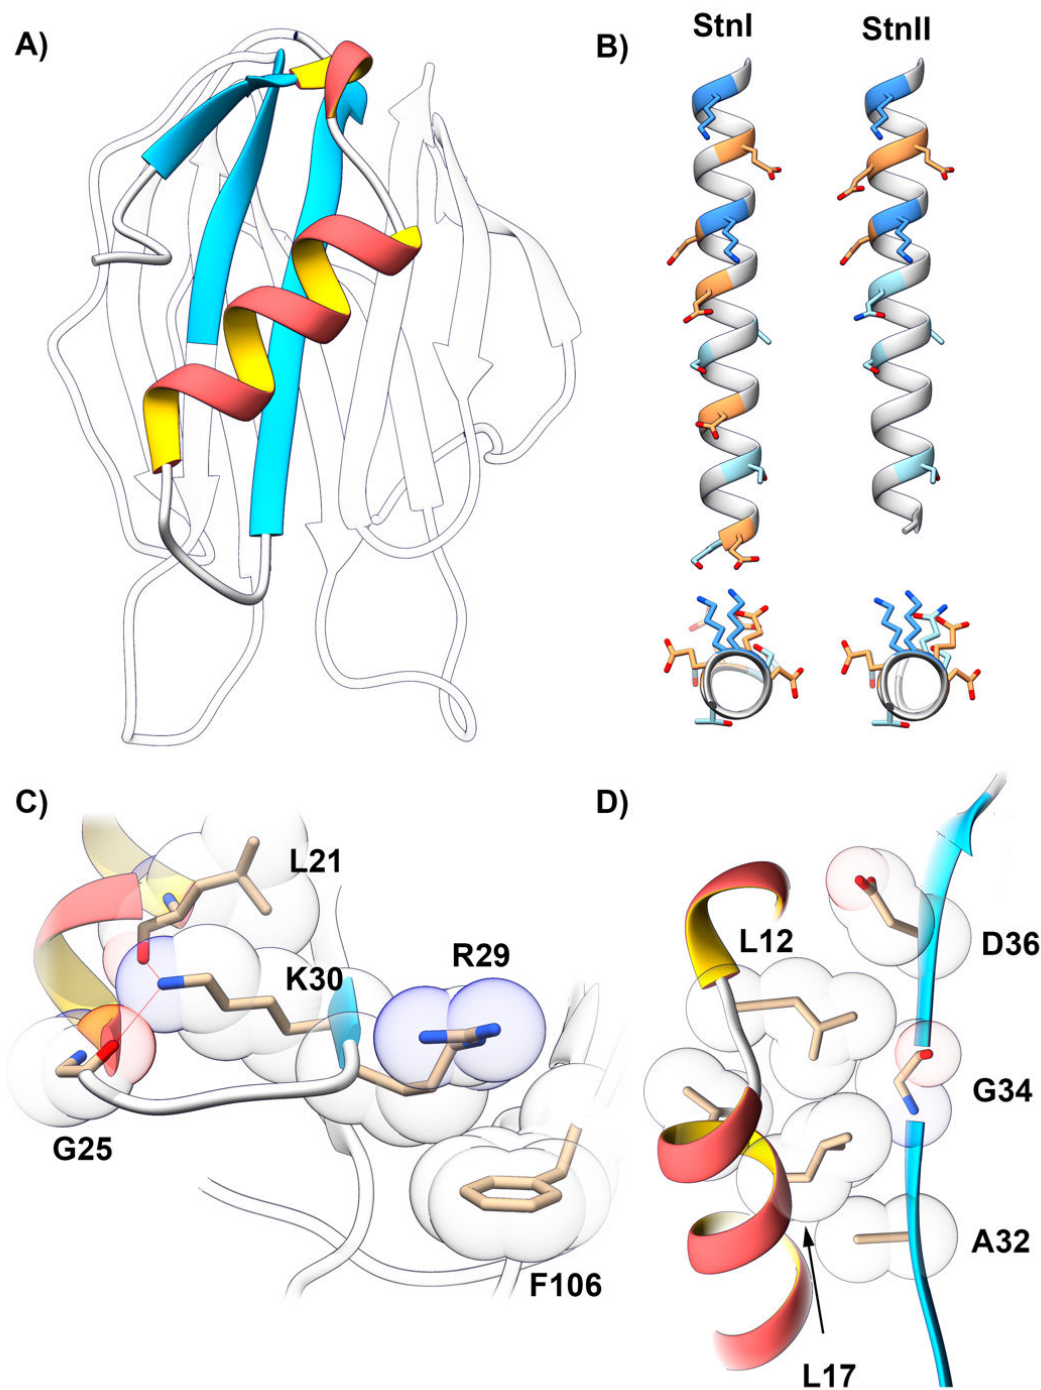 A)
B)
StnI
StnII
C)
L21
K30
R29
G25
F106
D)
L12
D36
G34
A32
L17